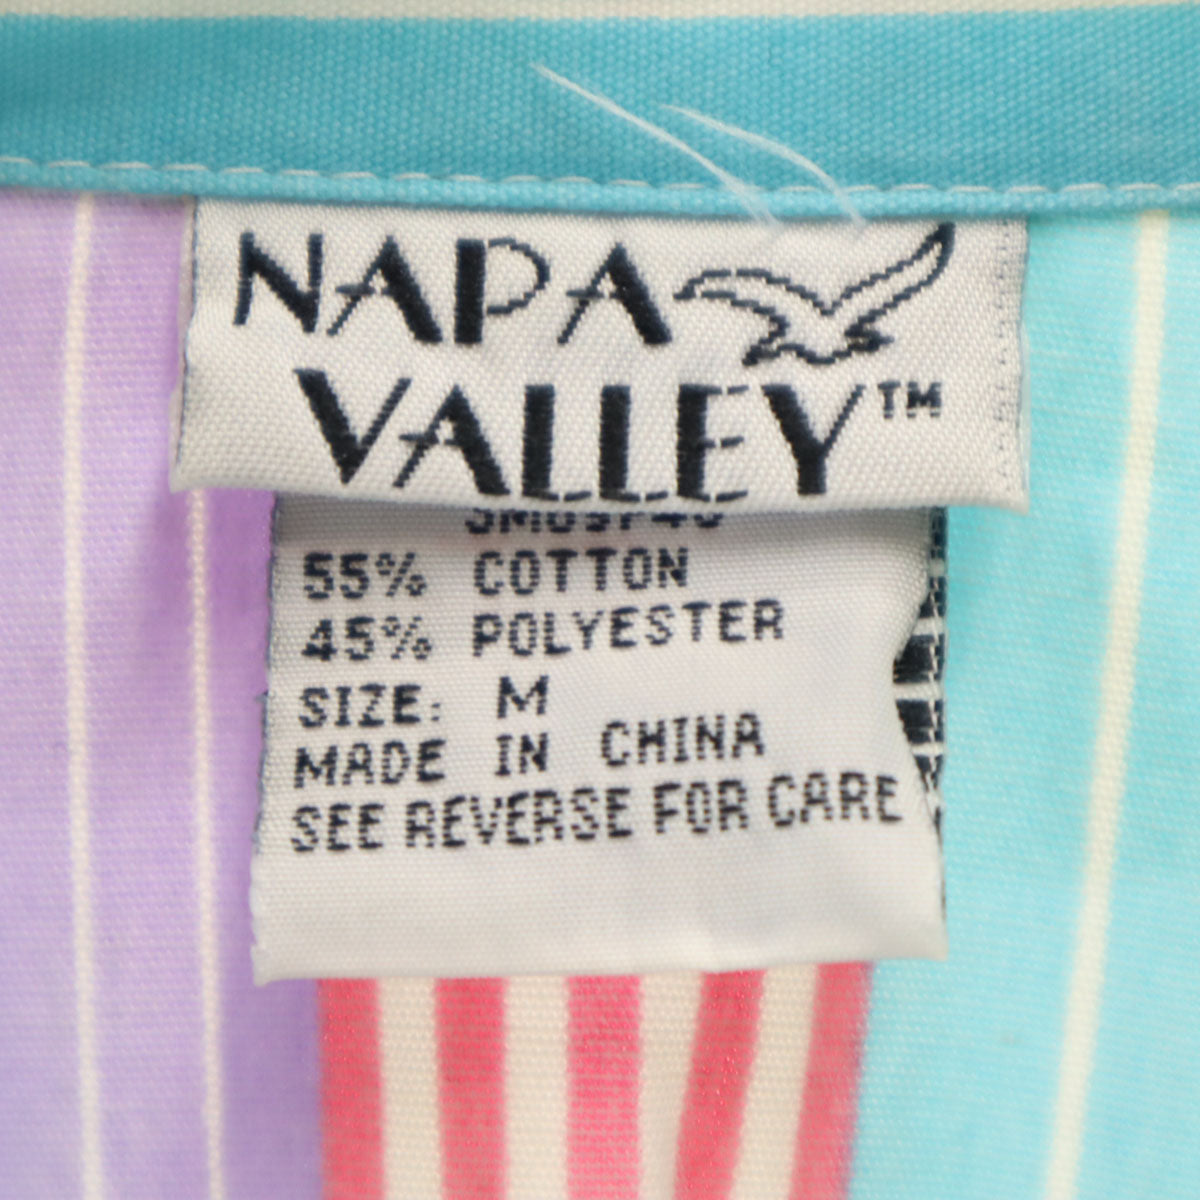 NAPA
VALLEY™
55% COTTON
45% POLYESTER
SIZE: M
MADE IN CHINA
SEE REVERSE FOR CARE